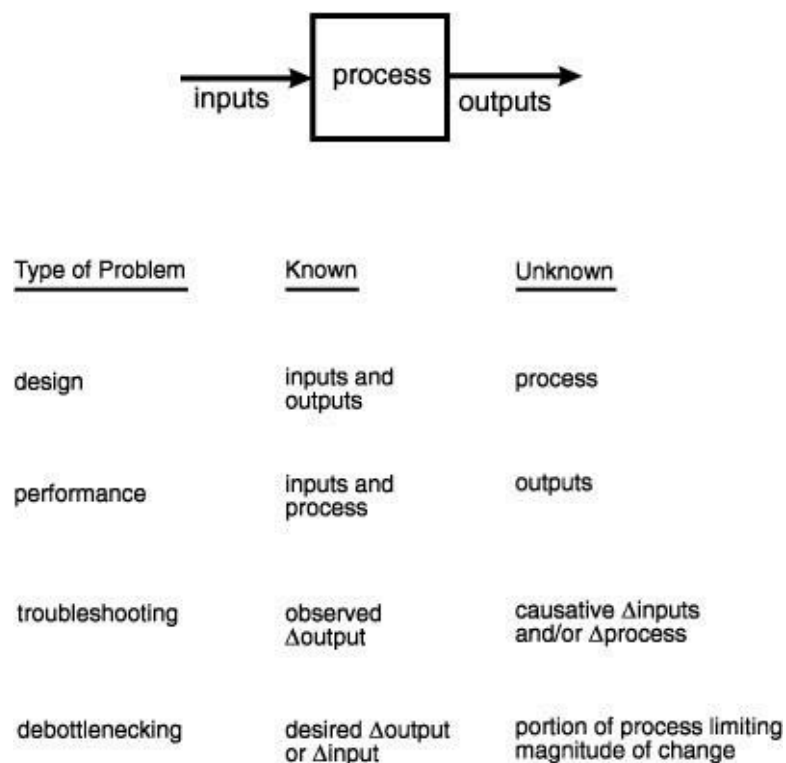 process
inputs
outputs
Type of Problem Known Unknown
design inputs and process
outputs
performance inputs and outputs
process
troubleshooting observed causative Δinputs
Δoutput and/or Δprocess
debottlenecking desired Δoutput portion of process limiting
or Δinput magnitude of change